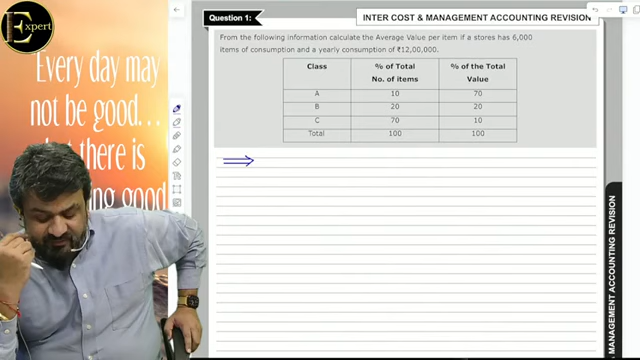 Expert
Every day may
not be good...
there is
good
Question 1:
INTER COST & MANAGEMENT ACCOUNTING REVISION
From the following information calculate the Average Value per item if a stores has 6,000
items of consumption and a yearly consumption of ₹12,00,000.
Class % of Total No. of items % of the Total Value
A 10 70
B 20 20
C 70 10
Total 100 100
MANAGEMENT ACCOUNTING REVISION